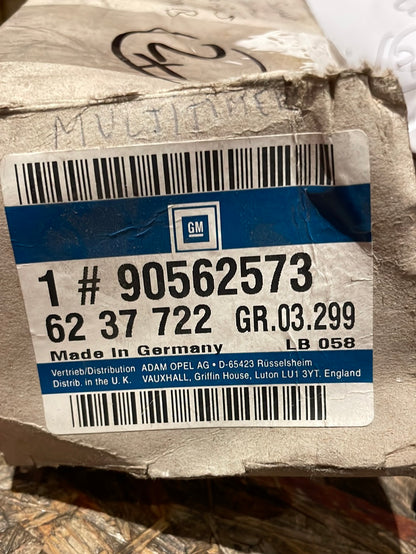 MULTITIMER
GM
1 # 90562573
62 37 722 GR.03.299
Made In Germany LB 058
Vertrieb/Distribution ADAM OPEL AG • D-65423 Rüsselsheim
Distrib. in the U. K. VAUXHALL, Griffin House, Luton LU1 3YT. England